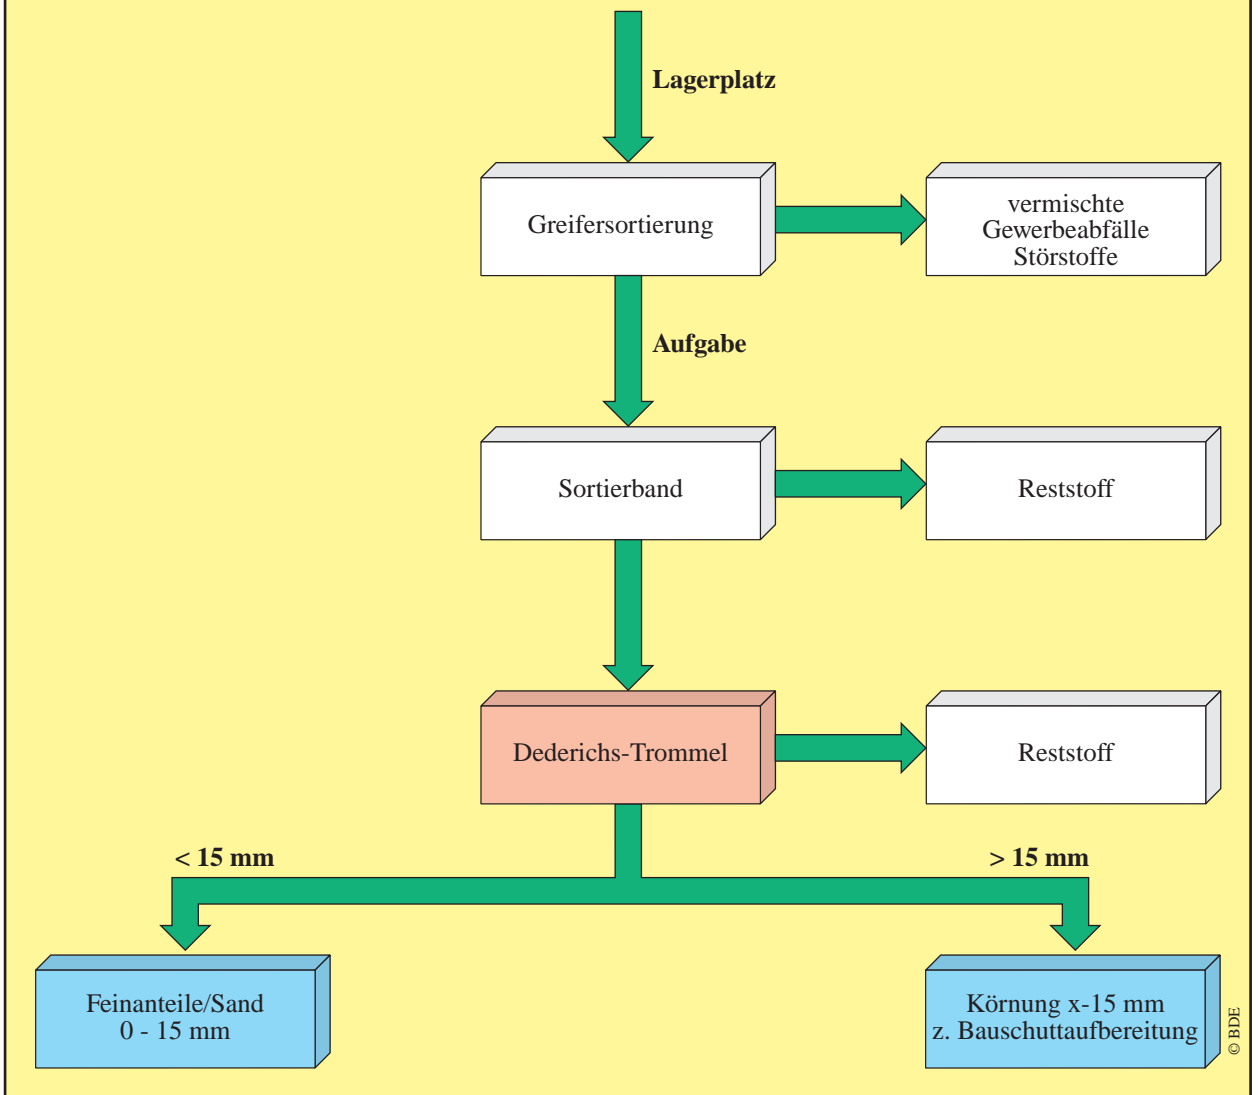 Lagerplatz
Greifersortierung
vermischte
Gewerbeabfälle
Störstoffe
Aufgabe
Sortierband
Reststoff
Dederichs-Trommel
Reststoff
< 15 mm
> 15 mm
Feinanteile/Sand
0 - 15 mm
Körnung x-15 mm
z. Bauschuttaufbereitung
© BDE